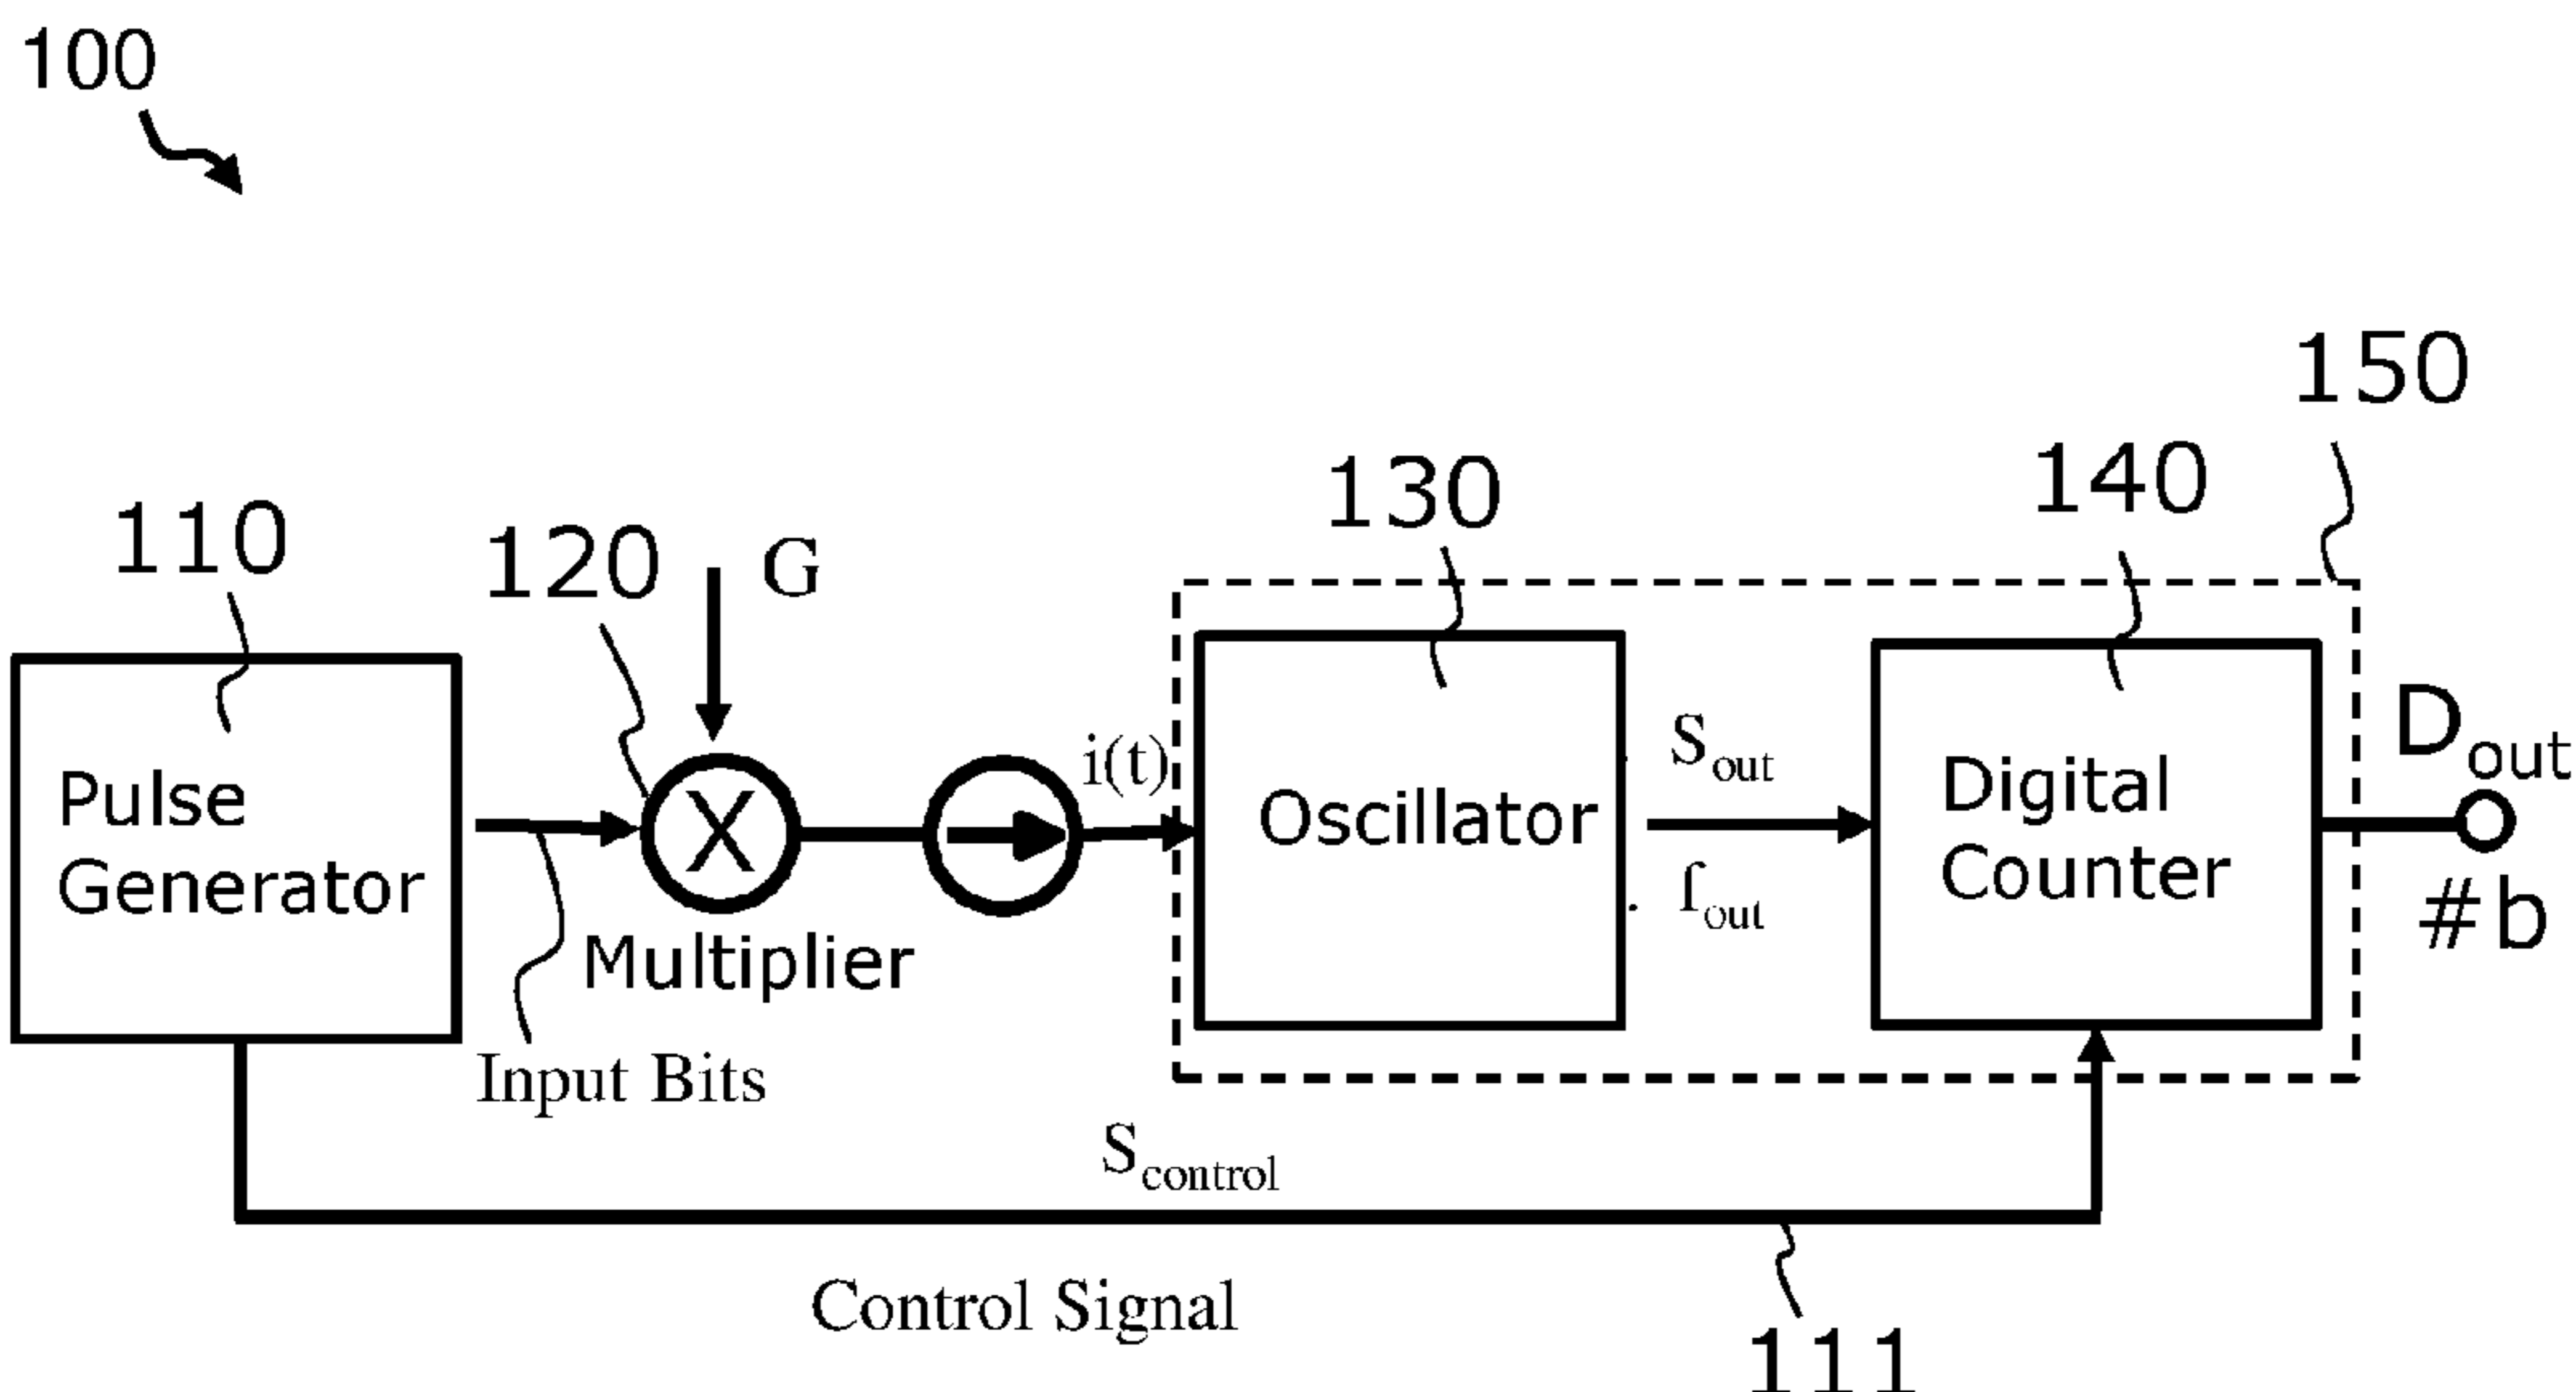 100
150
130
140
110
120
G
i(t)
Pulse
Generator
X
Multiplier
Input Bits
Oscillator
Sout
fout
Digital
Counter
Dout
#b
Scontrol
Control Signal
111